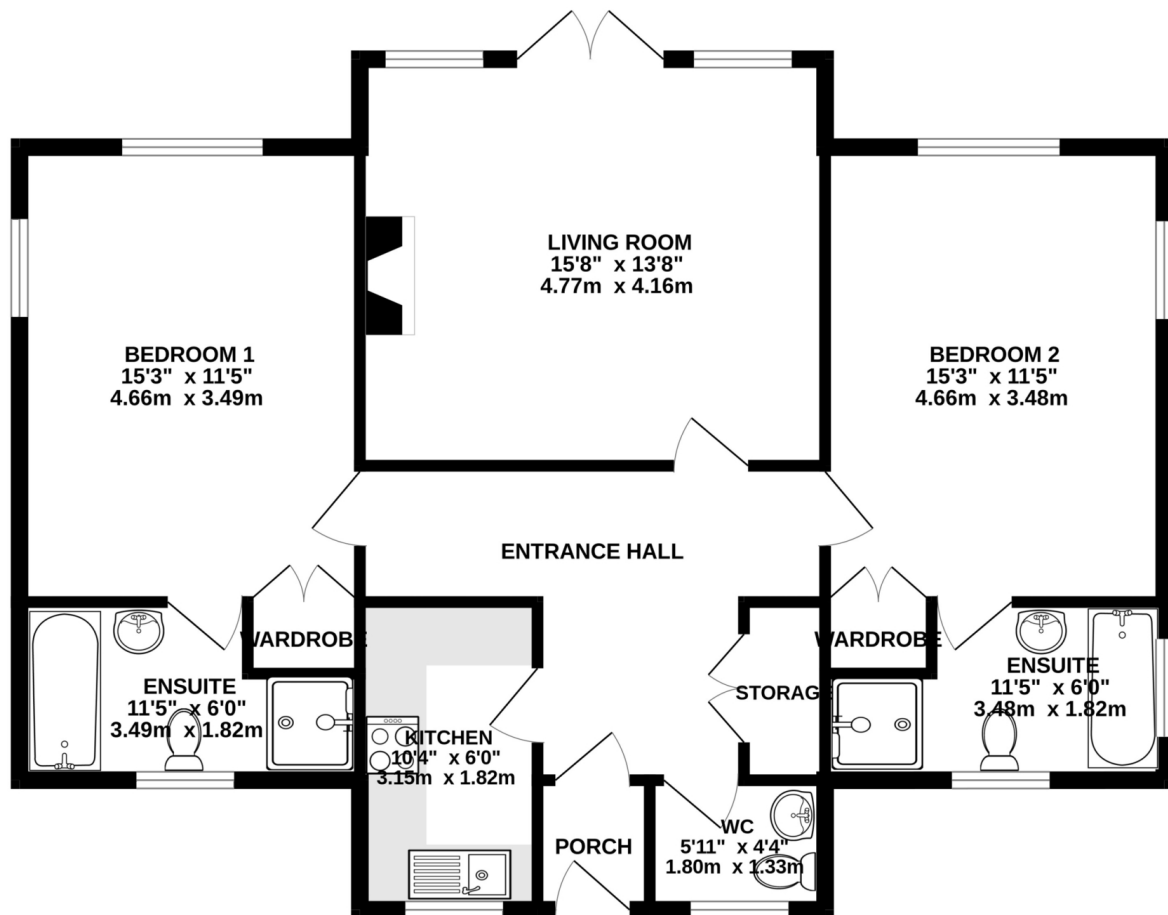 LIVING ROOM
15'8" x 13'8"
4.77m x 4.16m
BEDROOM 1
15'3" x 11'5"
4.66m x 3.49m
BEDROOM 2
15'3" x 11'5"
4.66m x 3.48m
ENTRANCE HALL
WARDROBE
WARDROBE
ENSUITE
11'5" x 6'0"
3.49m x 1.82m
STORAGE
ENSUITE
11'5" x 6'0"
3.48m x 1.82m
KITCHEN
10'4" x 6'0"
3.15m x 1.82m
PORCH
WC
5'11" x 4'4"
1.80m x 1.33m